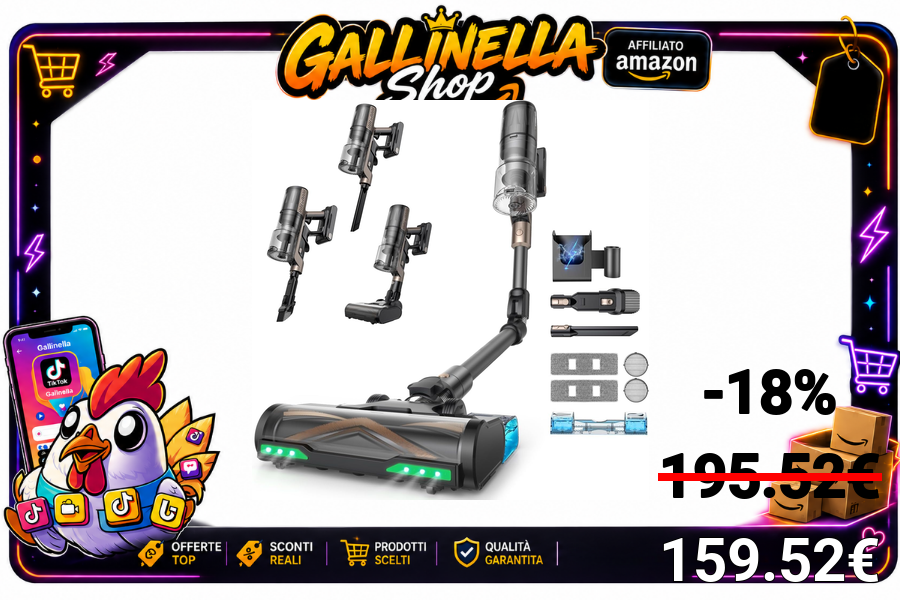 GALLINELLA
Shop
AFFILIATO
amazon
Gallinella
TikTok
Gallinella
-18%
195.52€
159.52€
OFFERTE
TOP
SCONTI
REALI
PRODOTTI
SCELTI
QUALITÀ
GARANTITA